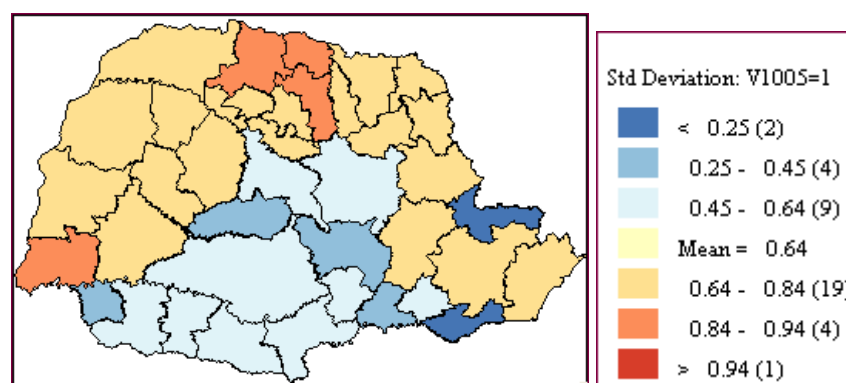 Std Deviation: V1005=1
< 0.25 (2)
0.25 - 0.45 (4)
0.45 - 0.64 (9)
Mean = 0.64
0.64 - 0.84 (19)
0.84 - 0.94 (4)
> 0.94 (1)